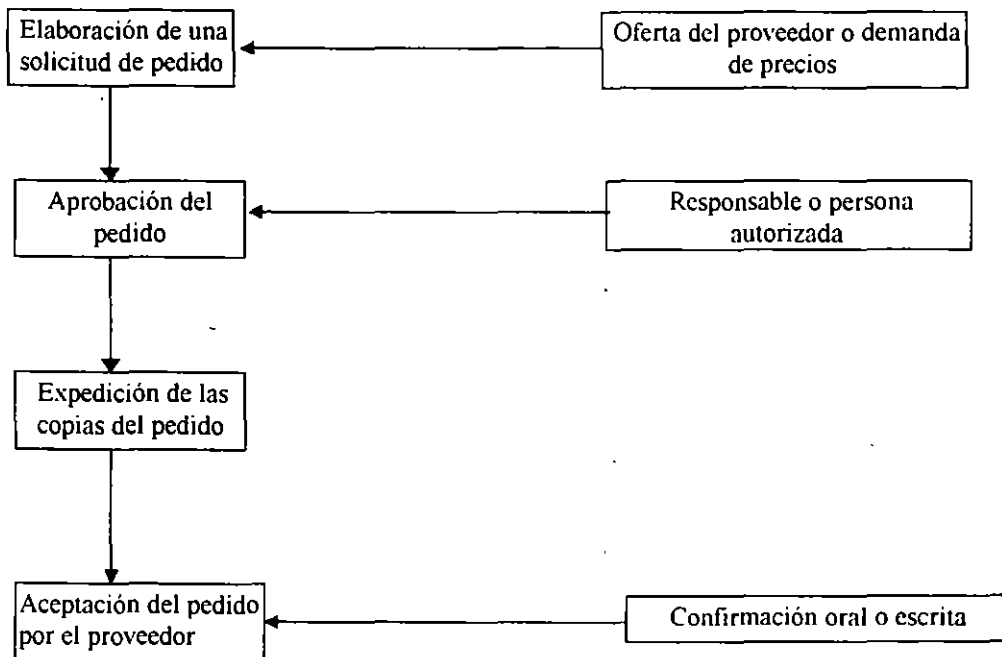 Elaboración de una
solicitud de pedido
Oferta del proveedor o demanda
de precios
Aprobación del
pedido
Responsable o persona
autorizada
Expedición de las
copias del pedido
Aceptación del pedido
por el proveedor
Confirmación oral o escrita